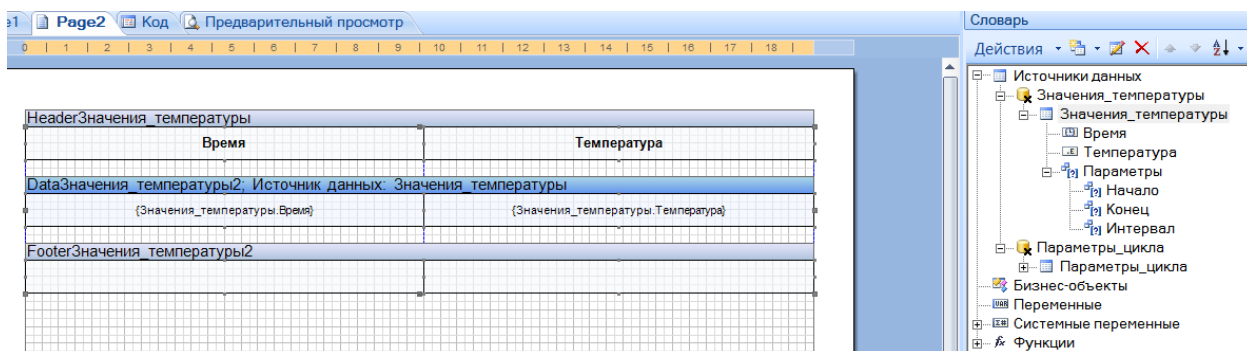 e1 Page2 Код Предварительный просмотр
0 1 2 3 4 5 6 7 8 9 10 11 12 13 14 15 16 17 18
HeaderЗначения_температуры
Время Температура
DataЗначения_температуры2; Источник данных: Значения_температуры
{Значения_температуры.Время} {Значения_температуры.Температура}
FooterЗначения_температуры2
Словарь
Действия
Источники данных
Значения_температуры
Значения_температуры
Время
Температура
Параметры
Начало
Конец
Интервал
Параметры_цикла
Параметры_цикла
Бизнес-объекты
Переменные
Системные переменные
Функции